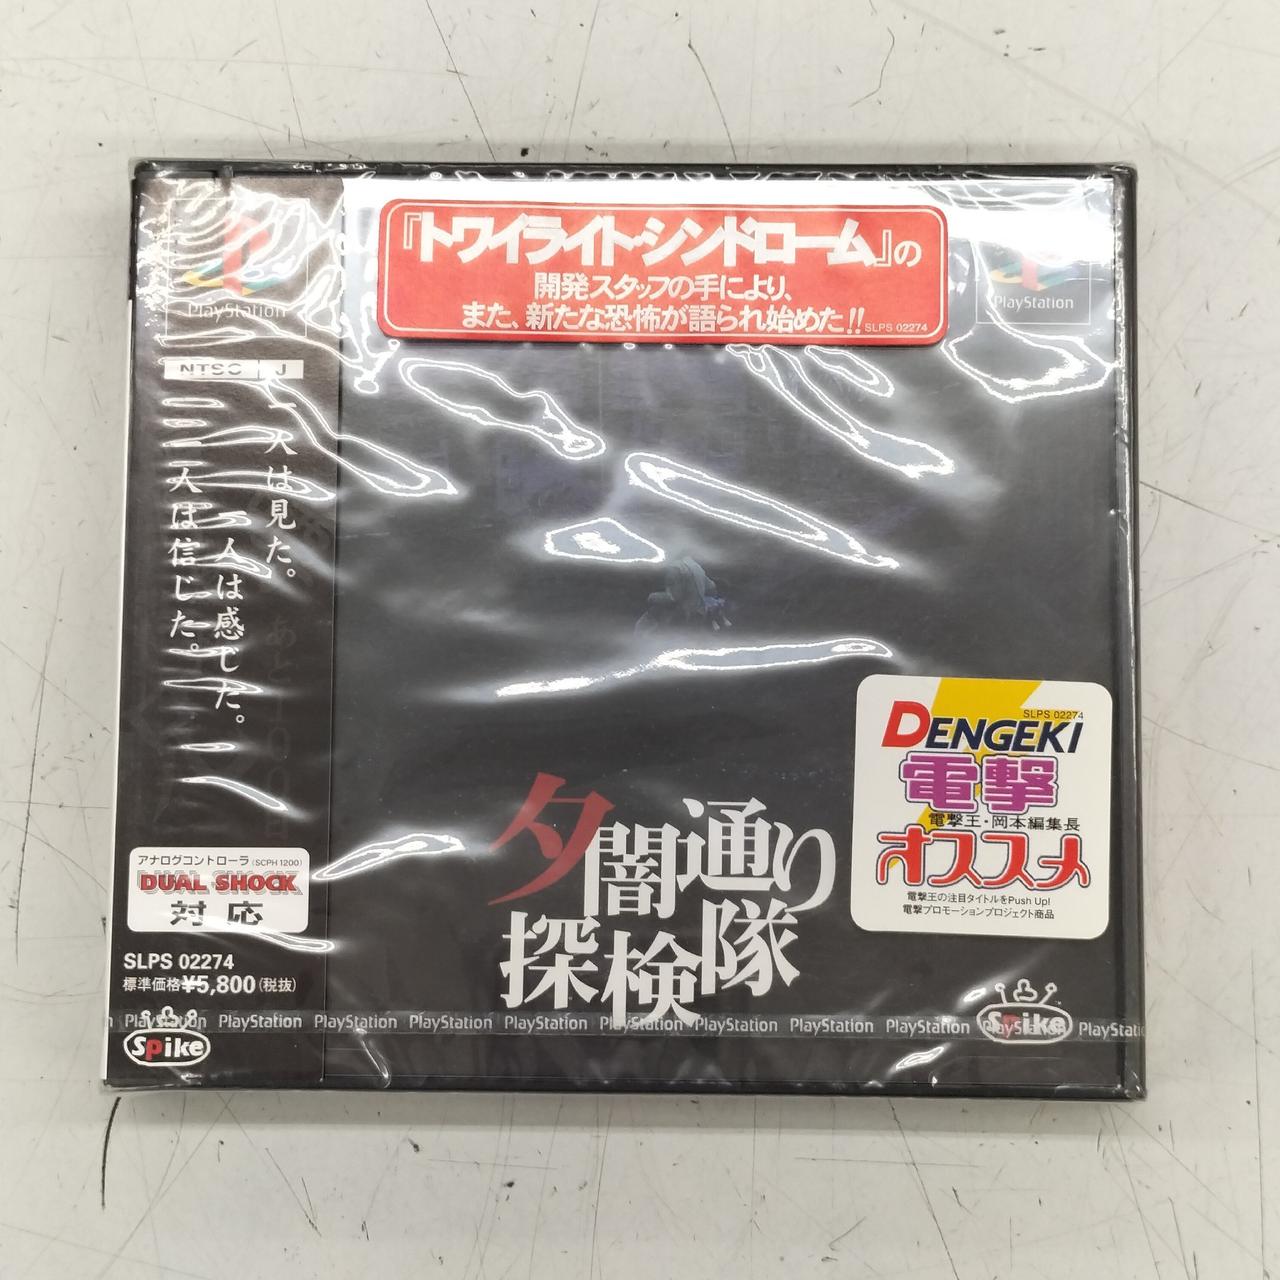 『トワイライト・シンドローム』の
開発スタッフの手により、
また、新たな恐怖が語られ始めた!!
SLPS 02274
PlayStation
PlayStation
NTSC J
一人は見た。
一人は感じた。
一人は信じた。
アナログコントローラ(SCPH 1200)
DUAL SHOCK
対応
SLPS 02274
標準価格¥5,800(税抜)
Spike
SLPS 02274
DENGEKI
電撃
電撃王・岡本編集長
オススメ
電撃王の注目タイトルをPush Up!
電撃プロモーションプロジェクト商品
夕闇通り
探検隊
Spike
PlayStation PlayStation PlayStation PlayStation PlayStation PlayStation PlayStation PlayStation PlayStation PlayStation